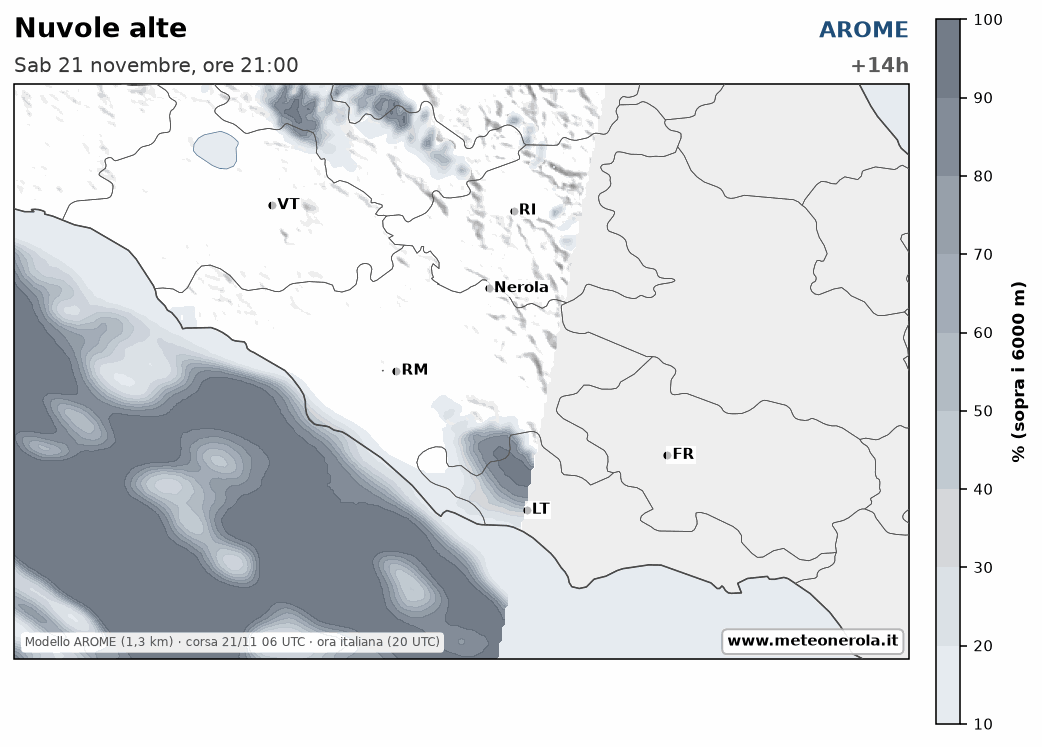 Nuvole alte
AROME
Sab 21 novembre, ore 21:00
+14h
100
90
80
70
60
50
40
30
20
10
% (sopra i 6000 m)
VT
RI
Nerola
RM
FR
LT
Modello AROME (1,3 km) · corsa 21/11 06 UTC · ora italiana (20 UTC)
www.meteonerola.it